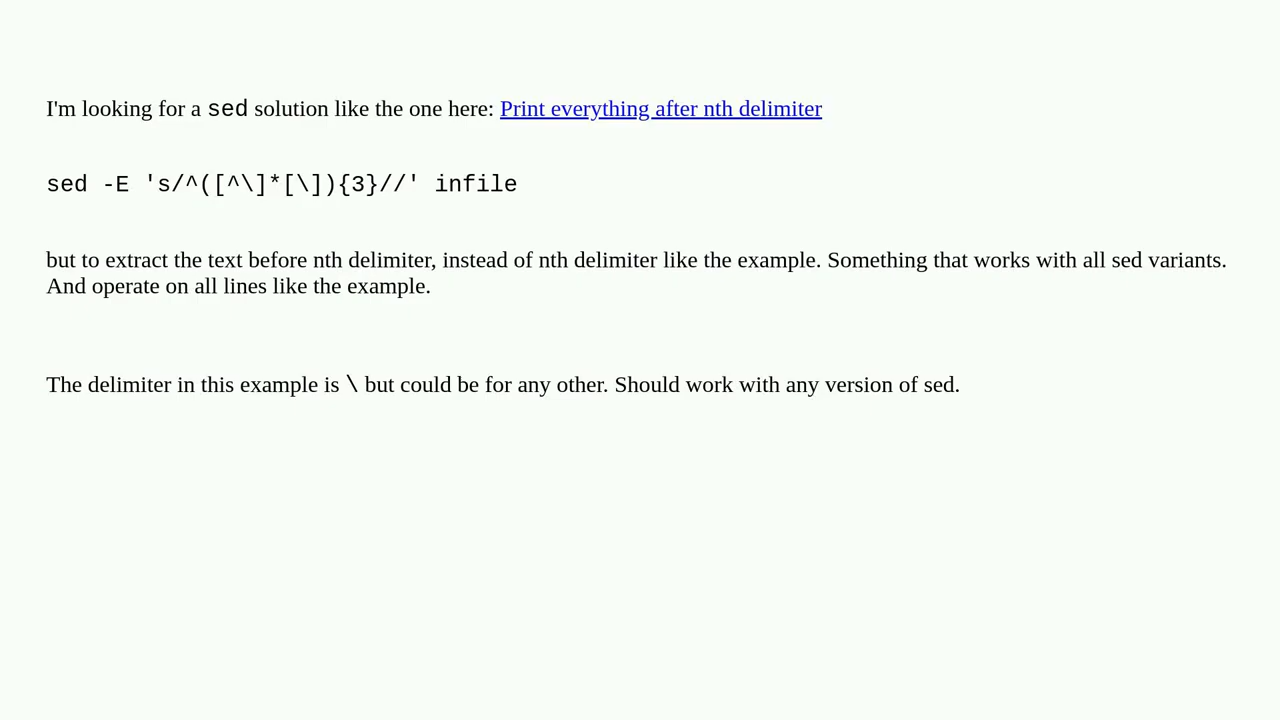 I'm looking for a sed solution like the one here: Print everything after nth delimiter
sed -E 's/^([^\]*[\]){3}//' infile
but to extract the text before nth delimiter, instead of nth delimiter like the example. Something that works with all sed variants.
And operate on all lines like the example.
The delimiter in this example is \ but could be for any other. Should work with any version of sed.